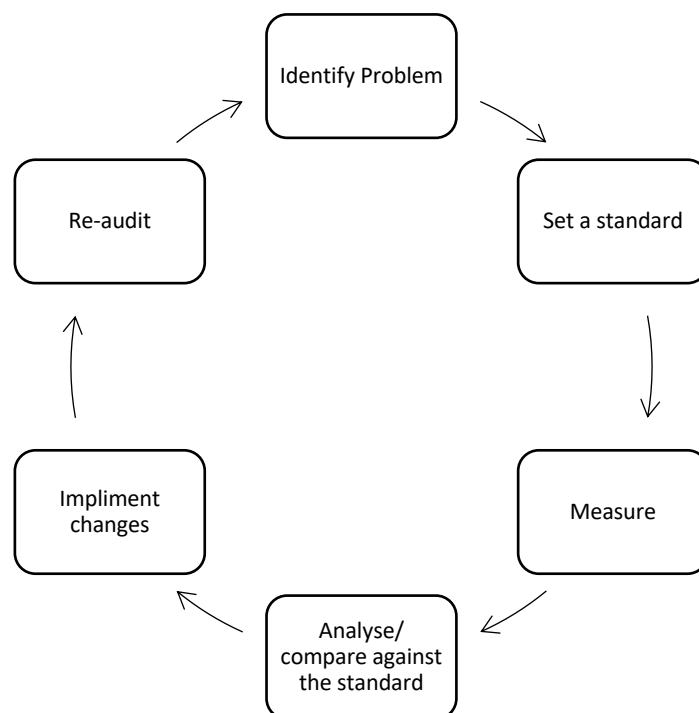 Identify Problem
Set a standard
Measure
Analyse/
compare against
the standard
Impliment
changes
Re-audit